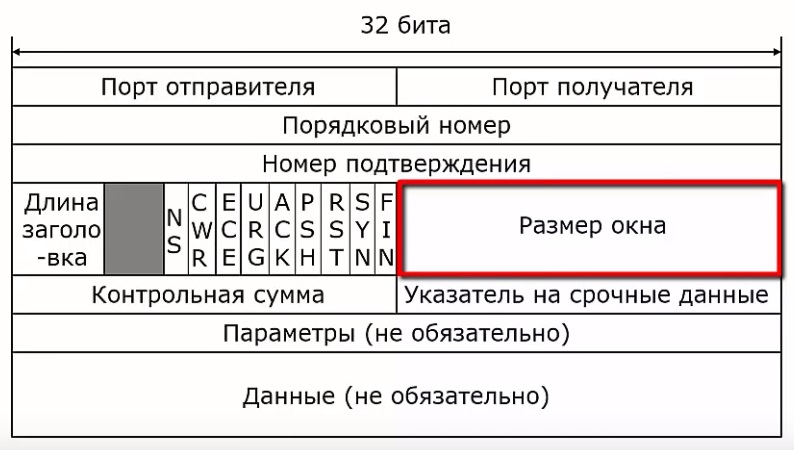 32 бита
Порт отправителя
Порт получателя
Порядковый номер
Номер подтверждения
Длина
заголо
-вка
NS
CWR
ECE
URG
ACK
PSH
RST
SYN
FIN
Размер окна
Контрольная сумма
Указатель на срочные данные
Параметры (не обязательно)
Данные (не обязательно)